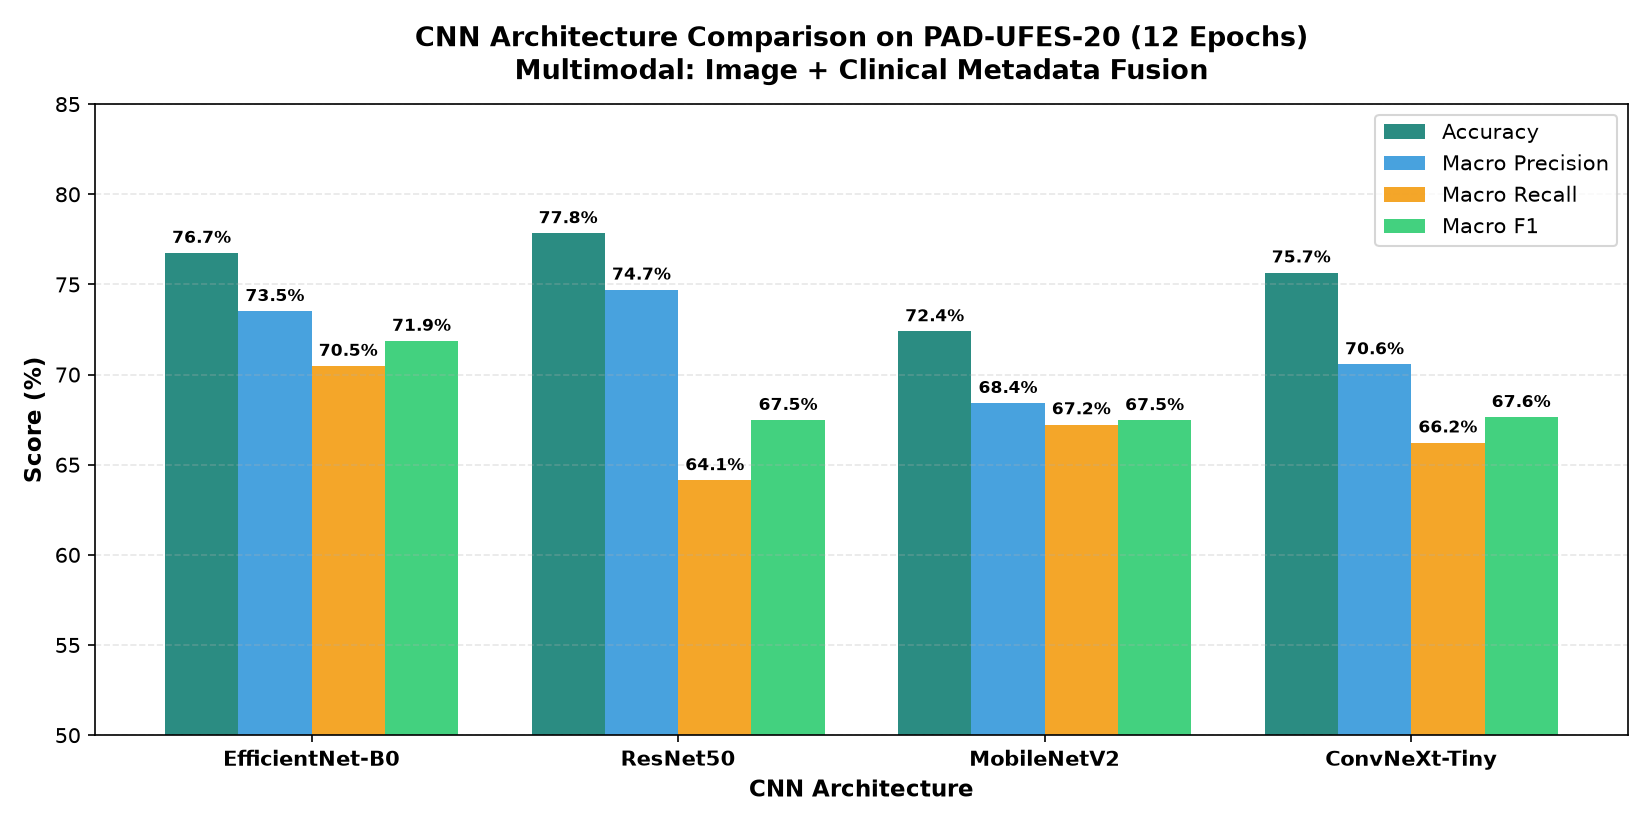 CNN Architecture Comparison on PAD-UFES-20 (12 Epochs)
Multimodal: Image + Clinical Metadata Fusion
Score (%)
85
80
75
70
65
60
55
50
Accuracy
Macro Precision
Macro Recall
Macro F1
76.7%
73.5%
70.5%
71.9%
77.8%
74.7%
64.1%
67.5%
72.4%
68.4%
67.2%
67.5%
75.7%
70.6%
66.2%
67.6%
EfficientNet-B0
ResNet50
MobileNetV2
ConvNeXt-Tiny
CNN Architecture